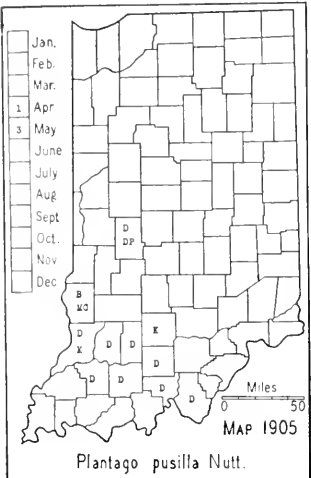 Jan.
Feb.
Mar.
1 Apr
3 May
June
July
Aug
Sept
Oct.
Nov
Dec
D
DP
B
MG
D
K
D
D
K
D
D
D
D
D
Miles
0 50
MAP 1905
Plantago pusilla Nutt.